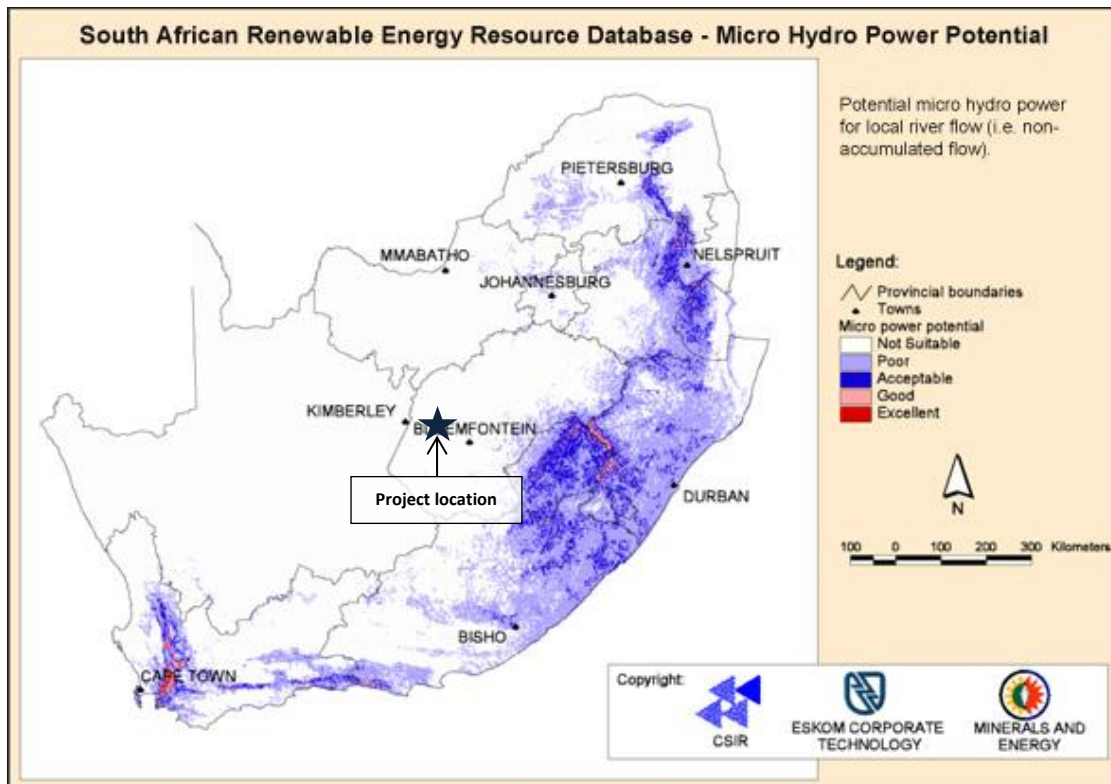 South African Renewable Energy Resource Database - Micro Hydro Power Potential
Potential micro hydro power
for local river flow (i.e. non-
accumulated flow).
PIETERSBURG
MMABATHO
NELSPRUIT
JOHANNESBURG
KIMBERLEY
Project location
DURBAN
BISHO
CAPE TOWN
Legend:
Provincial boundaries
Towns
Micro power potential
Not Suitable
Poor
Acceptable
Good
Excellent
N
100 0 100 200 300 Kilometers
Copyright:
CSIR
ESKOM CORPORATE
TECHNOLOGY
MINERALS AND
ENERGY